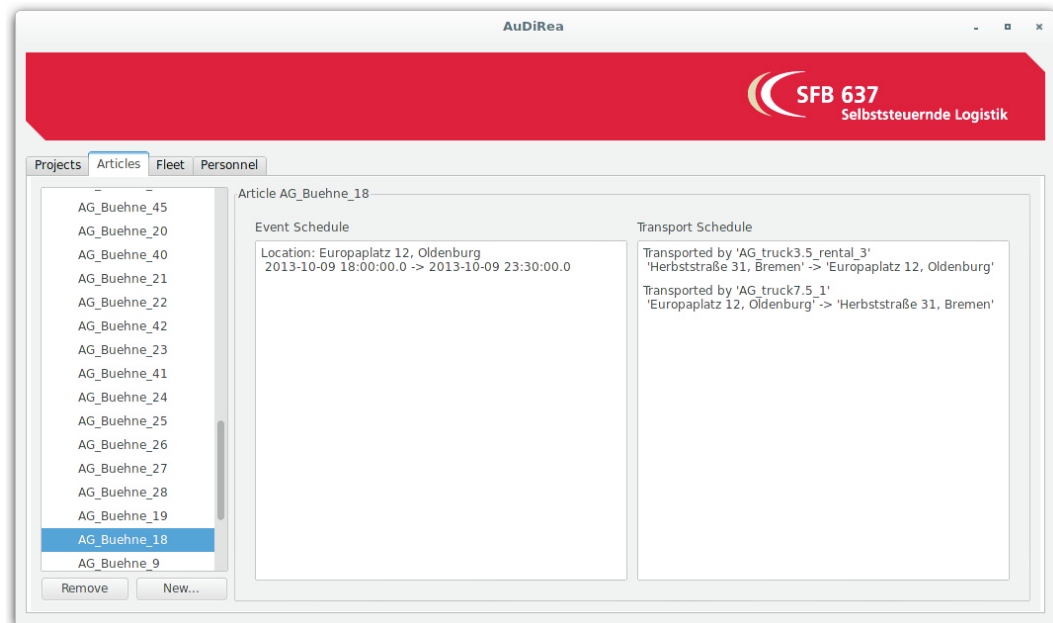 AuDiRea
SFB 637
Selbststeuernde Logistik
Projects Articles Fleet Personnel
AG_Buehne_45
AG_Buehne_20
AG_Buehne_40
AG_Buehne_21
AG_Buehne_22
AG_Buehne_42
AG_Buehne_23
AG_Buehne_41
AG_Buehne_24
AG_Buehne_25
AG_Buehne_26
AG_Buehne_27
AG_Buehne_28
AG_Buehne_19
AG_Buehne_18
AG_Buehne_9
Remove New...
Article AG_Buehne_18
Event Schedule
Location: Europaplatz 12, Oldenburg
2013-10-09 18:00:00.0 -> 2013-10-09 23:30:00.0
Transport Schedule
Transported by 'AG_truck3.5_rental_3'
'Herbststraße 31, Bremen' -> 'Europaplatz 12, Oldenburg'
Transported by 'AG_truck7.5_1'
'Europaplatz 12, Oldenburg' -> 'Herbststraße 31, Bremen'